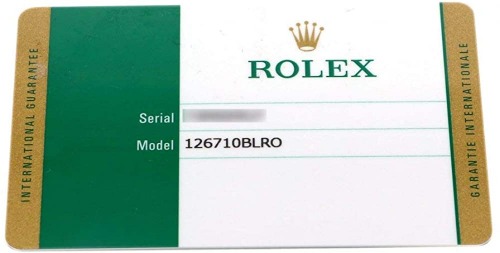 INTERNATIONAL GUARANTEE
ROLEX
Serial
Model 126710BLRO
GARANTIE INTERNATIONALE